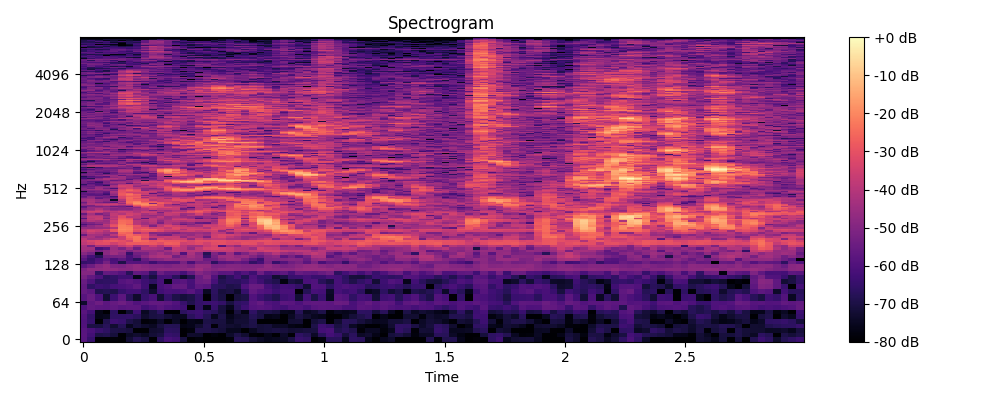 Spectrogram
Hz
4096
2048
1024
512
256
128
64
0
0
0.5
1
1.5
2
2.5
Time
+0 dB
-10 dB
-20 dB
-30 dB
-40 dB
-50 dB
-60 dB
-70 dB
-80 dB